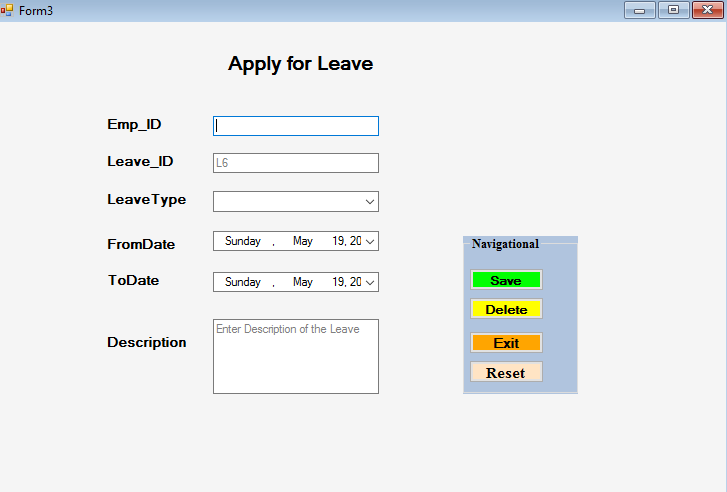 Form3
Apply for Leave
Emp_ID
Leave_ID L6
LeaveType
FromDate Sunday , May 19, 20
ToDate Sunday , May 19, 20
Description Enter Description of the Leave
Navigational
Save
Delete
Exit
Reset